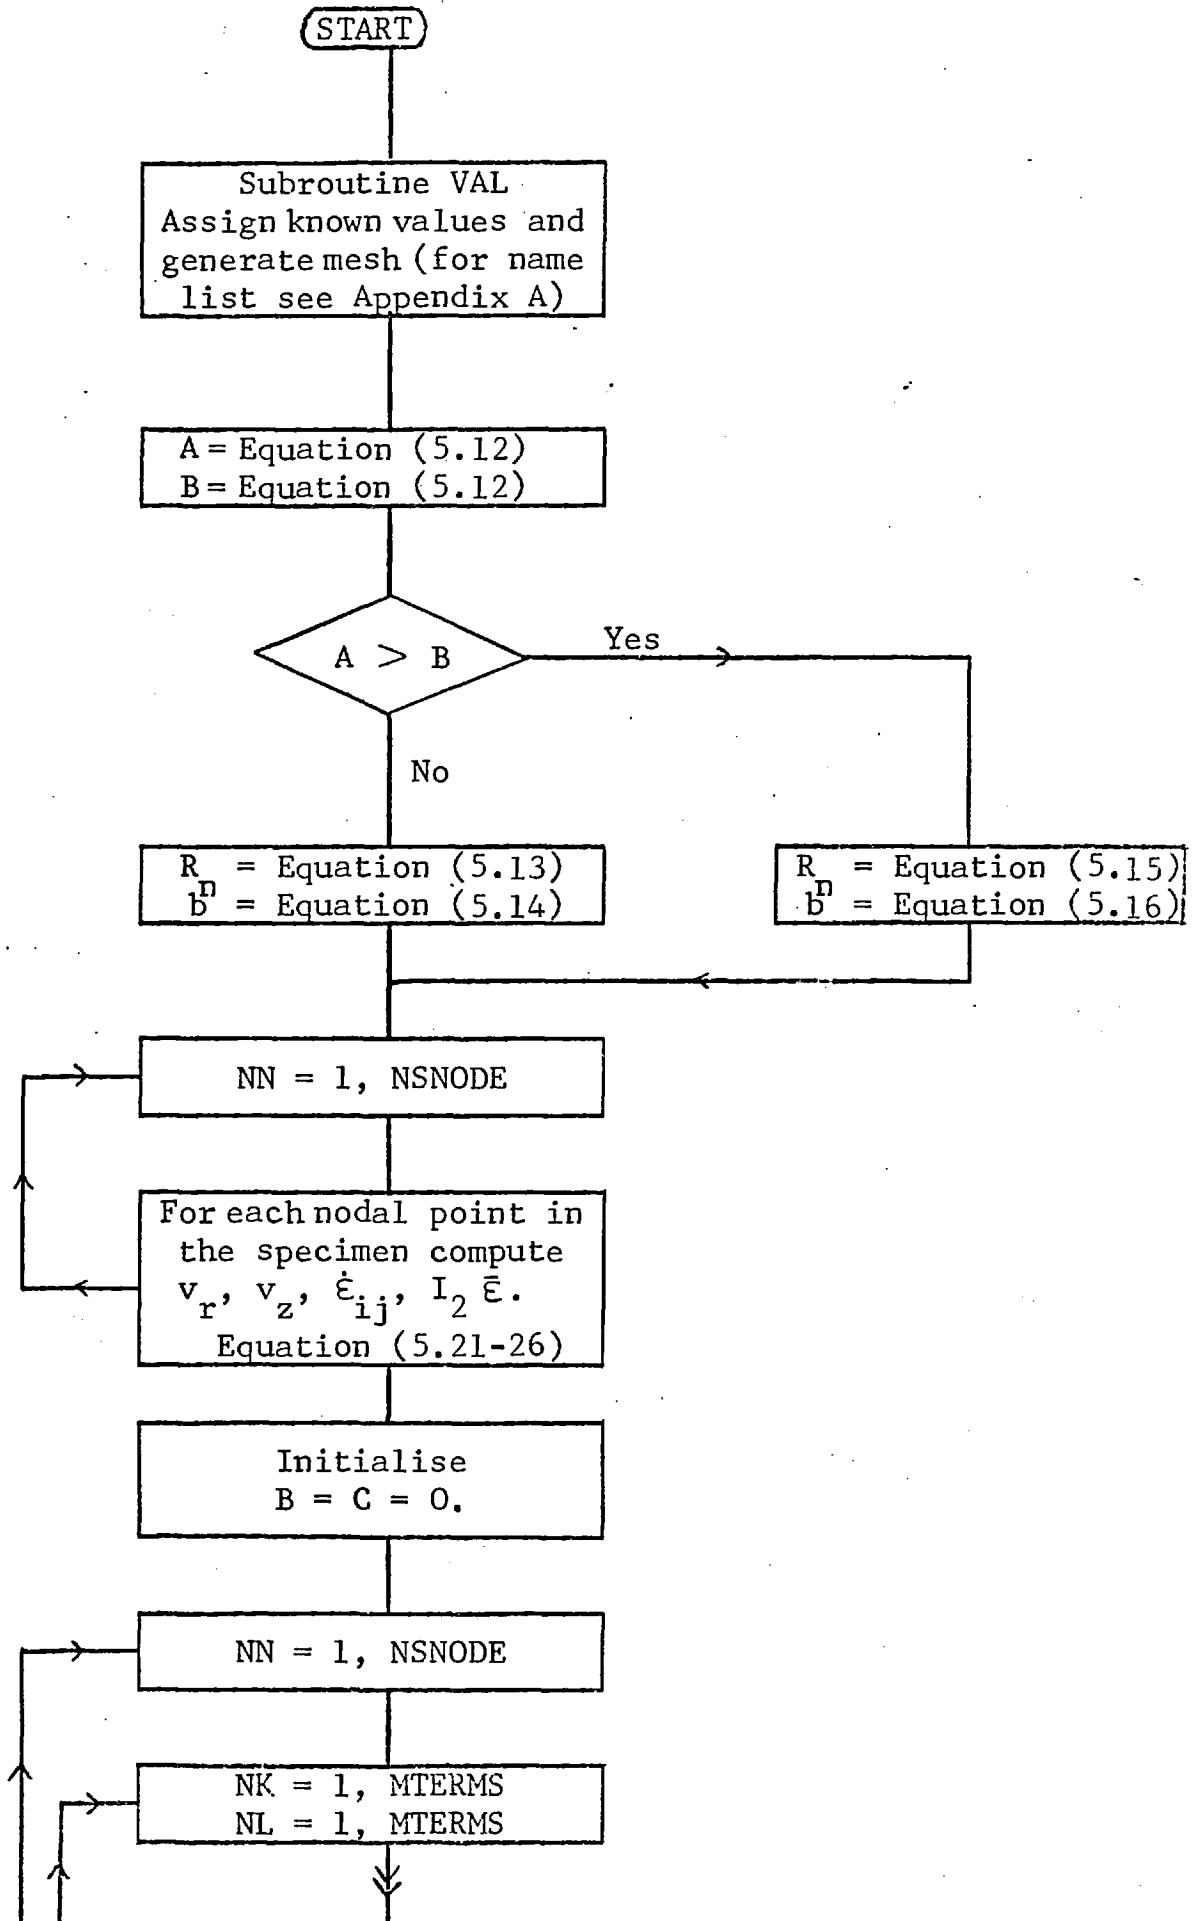 START
Subroutine VAL
Assign known values and
generate mesh (for name
list see Appendix A)
A = Equation (5.12)
B = Equation (5.12)
A > B
Yes
No
Rn = Equation (5.13)
b = Equation (5.14)
Rn = Equation (5.15)
b = Equation (5.16)
NN = 1, NSNODE
For each nodal point in
the specimen compute
v_r, v_z, ε̇_ij, I_2 ε̄.
Equation (5.21-26)
Initialise
B = C = 0.
NN = 1, NSNODE
NK = 1, MTERMS
NL = 1, MTERMS